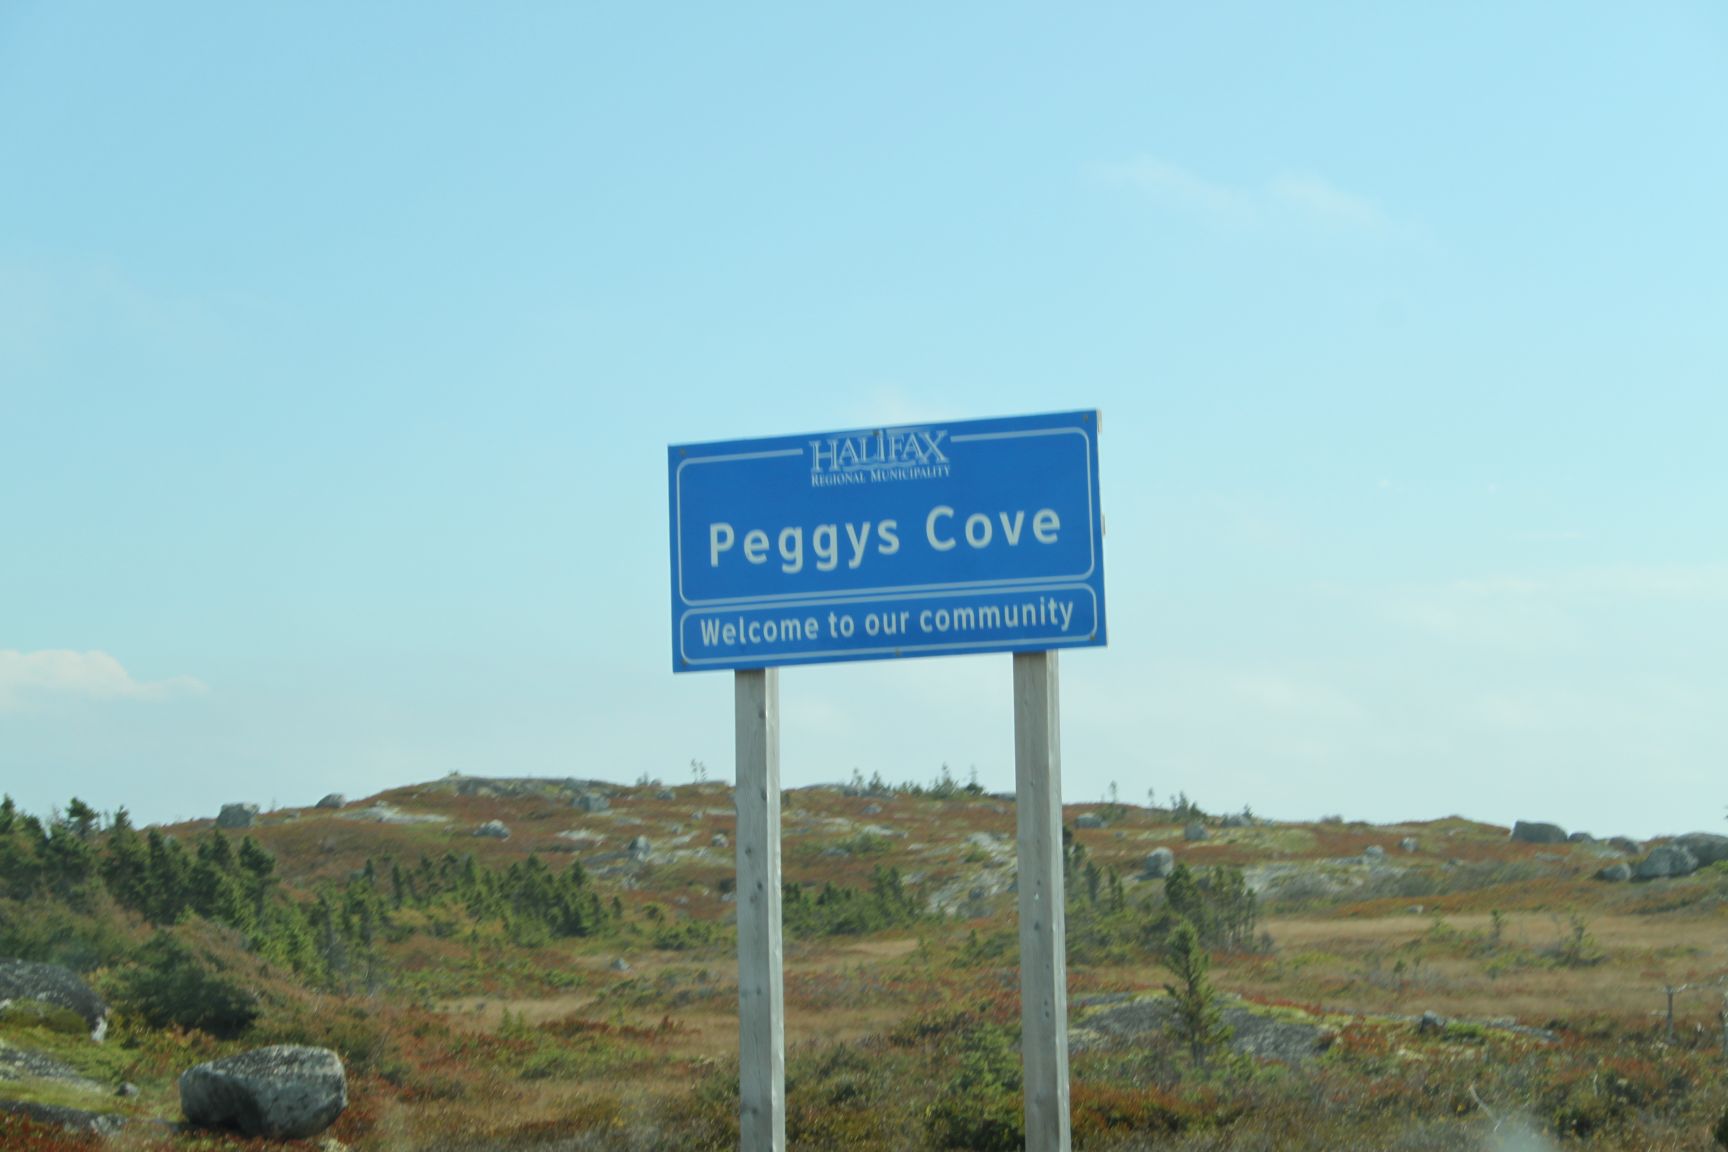 HALIFAX
REGIONAL MUNICIPALITY
Peggys Cove
Welcome to our community